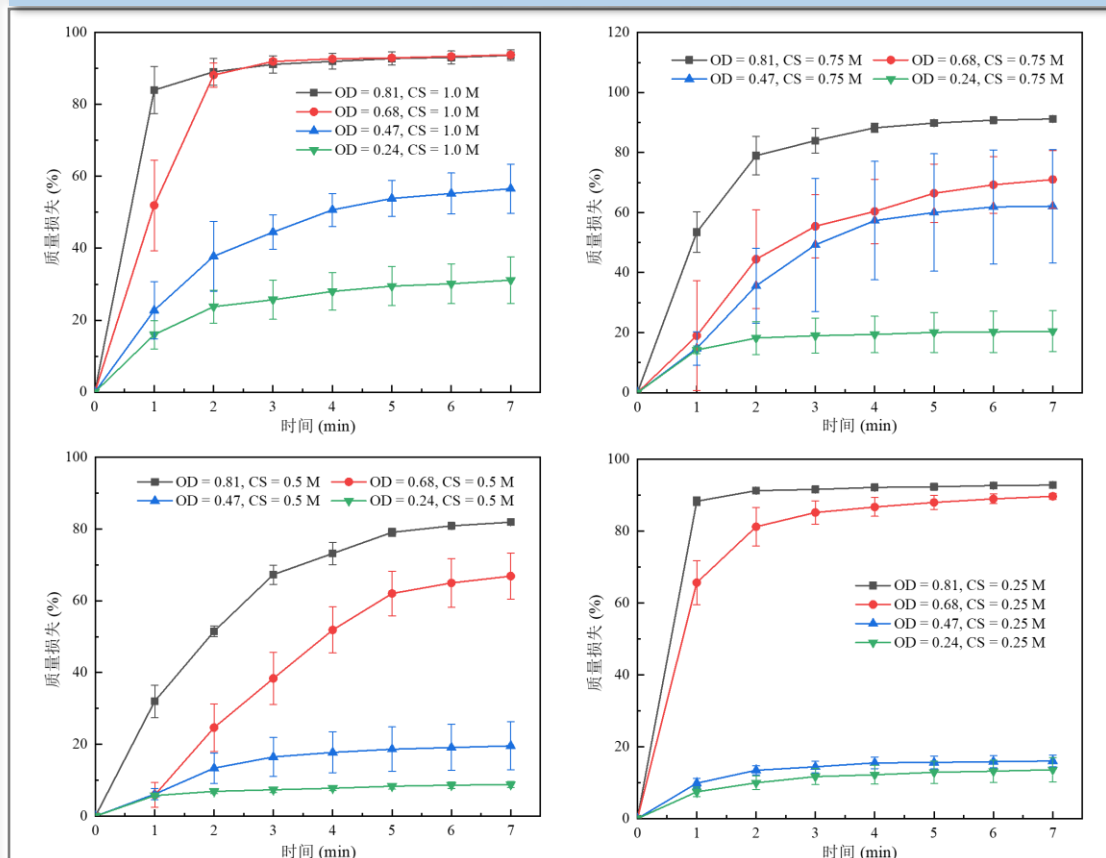 100
80
60
40
20
0
质量损失 (%)
OD = 0.81, CS = 1.0 M
OD = 0.68, CS = 1.0 M
OD = 0.47, CS = 1.0 M
OD = 0.24, CS = 1.0 M
0 1 2 3 4 5 6 7
时间 (min)
120
100
80
60
40
20
0
质量损失 (%)
OD = 0.81, CS = 0.75 M OD = 0.68, CS = 0.75 M
OD = 0.47, CS = 0.75 M OD = 0.24, CS = 0.75 M
0 1 2 3 4 5 6 7
时间 (min)
100
80
60
40
20
0
质量损失 (%)
OD = 0.81, CS = 0.5 M OD = 0.68, CS = 0.5 M
OD = 0.47, CS = 0.5 M OD = 0.24, CS = 0.5 M
0 1 2 3 4 5 6 7
时间 (min)
100
80
60
40
20
0
质量损失 (%)
OD = 0.81, CS = 0.25 M
OD = 0.68, CS = 0.25 M
OD = 0.47, CS = 0.25 M
OD = 0.24, CS = 0.25 M
0 1 2 3 4 5 6 7
时间 (min)